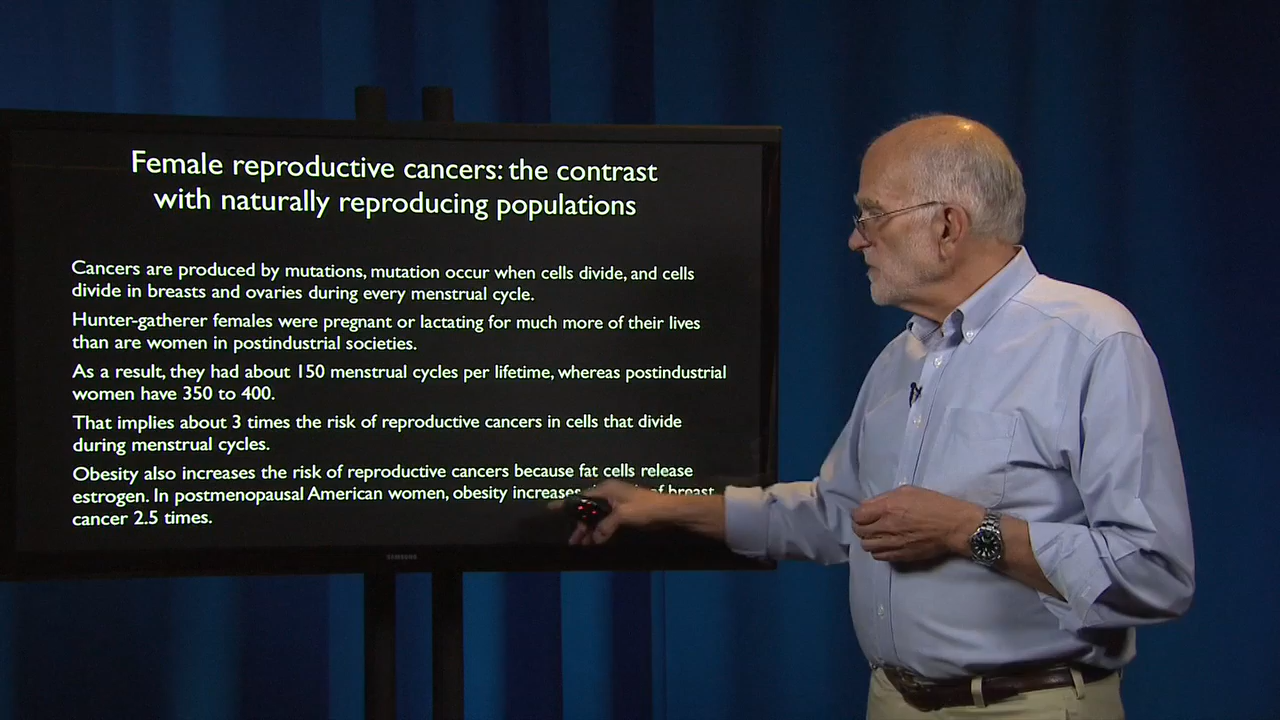 Female reproductive cancers: the contrast
with naturally reproducing populations
Cancers are produced by mutations, mutation occur when cells divide, and cells
divide in breasts and ovaries during every menstrual cycle.
Hunter-gatherer females were pregnant or lactating for much more of their lives
than are women in postindustrial societies.
As a result, they had about 150 menstrual cycles per lifetime, whereas postindustrial
women have 350 to 400.
That implies about 3 times the risk of reproductive cancers in cells that divide
during menstrual cycles.
Obesity also increases the risk of reproductive cancers because fat cells release
estrogen. In postmenopausal American women, obesity increases of breast
cancer 2.5 times.
SAMSUNG